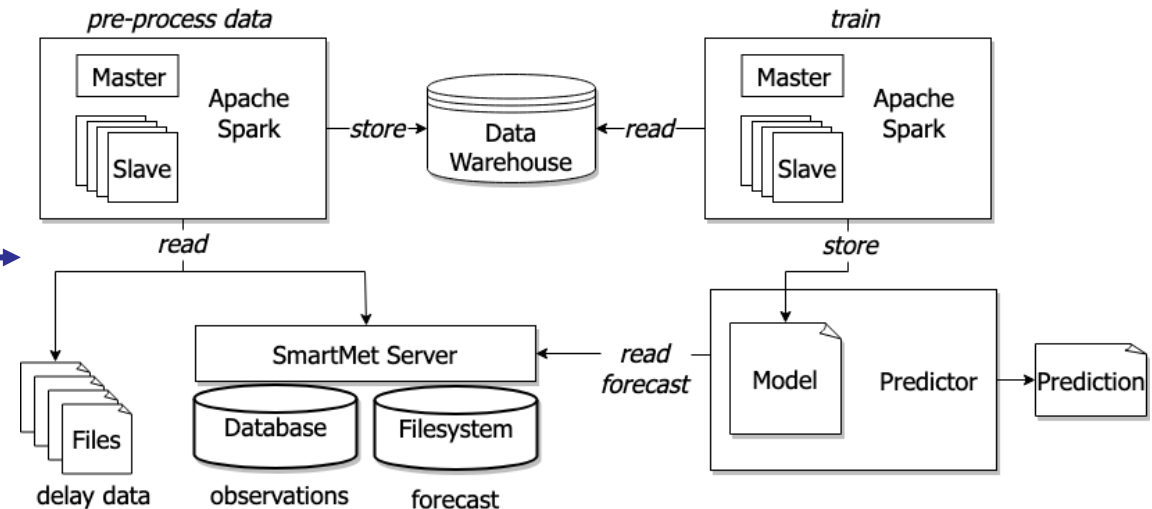 pre-process data
train
Master
Apache
Spark
Slave
store
Data
Warehouse
read
Master
Apache
Spark
Slave
read
store
SmartMet Server
read
forecast
Model
Predictor
Prediction
Files
Database
Filesystem
delay data
observations
forecast